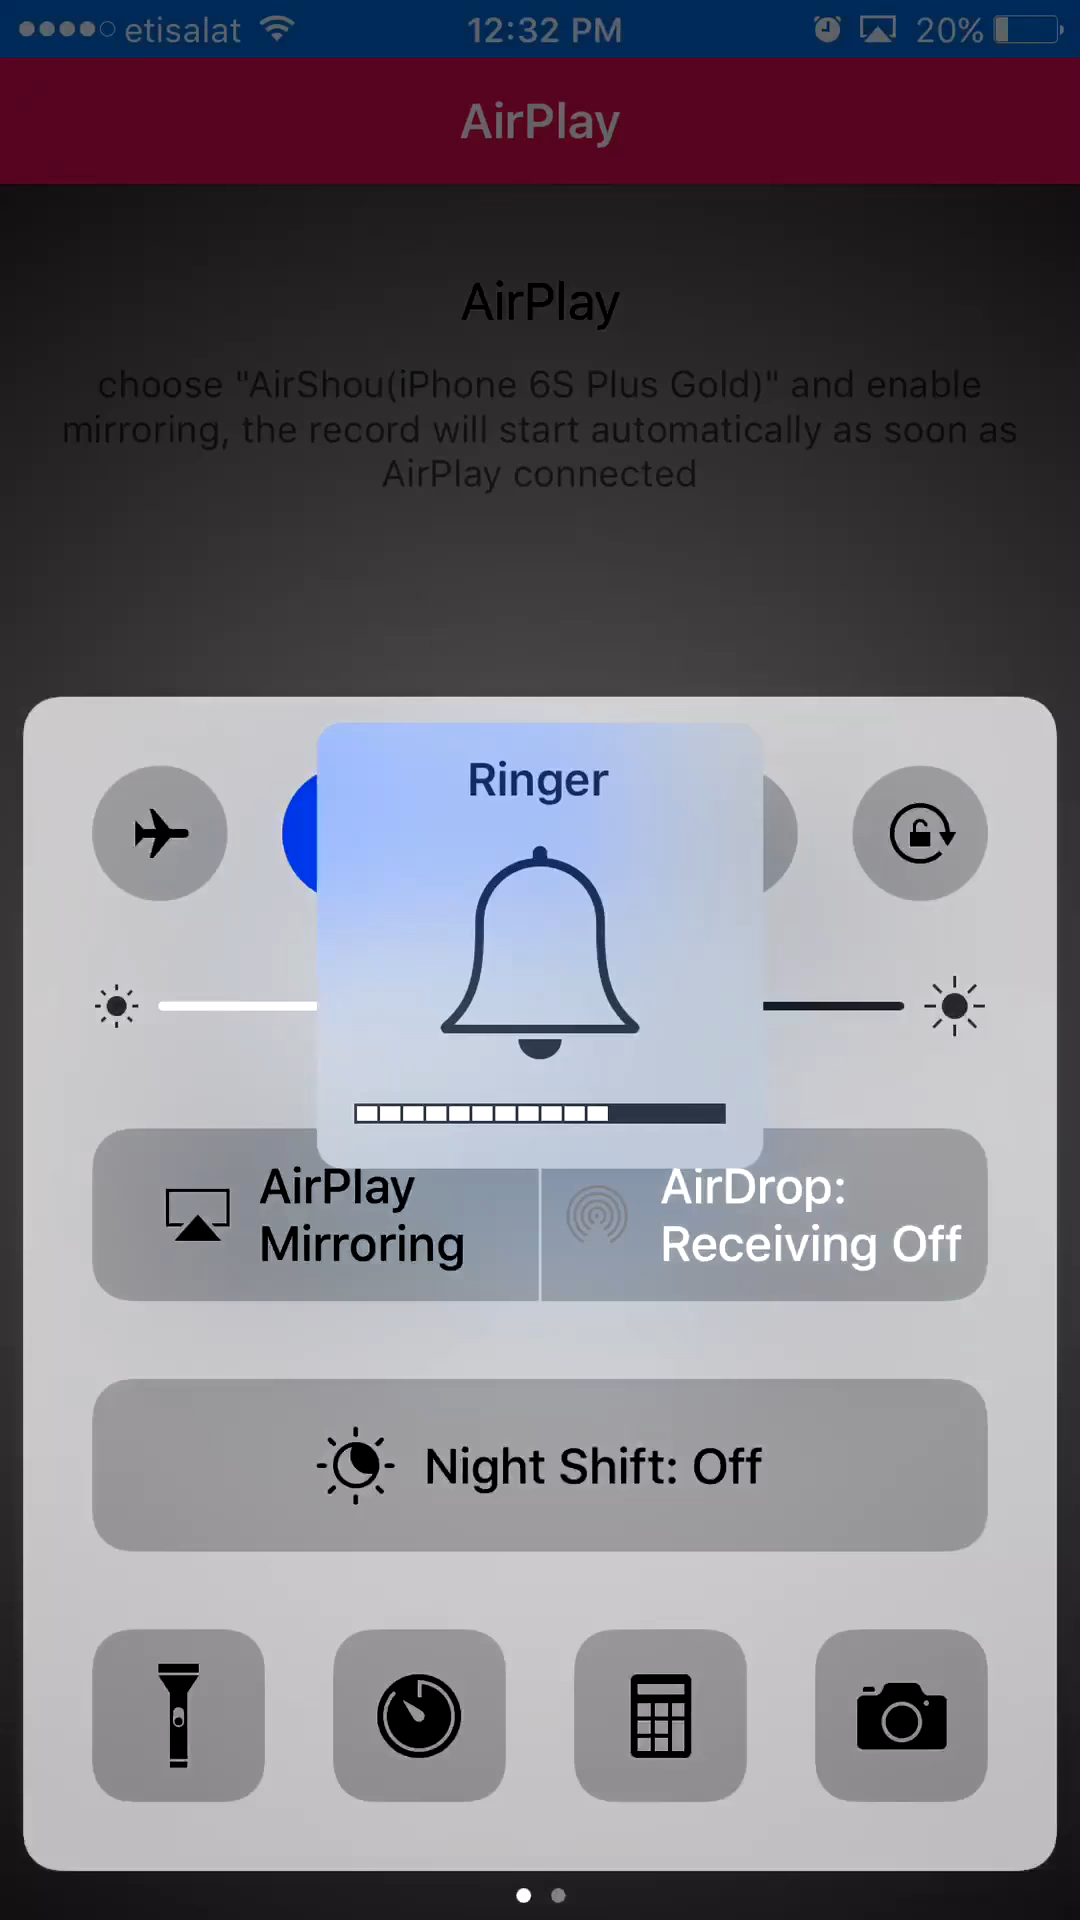 etisalat 12:32 PM 20%
AirPlay
AirPlay
choose "AirShou(iPhone 6S Plus Gold)" and enable
mirroring, the record will start automatically as soon as
AirPlay connected
Ringer
AirPlay
Mirroring
AirDrop:
Receiving Off
Night Shift: Off